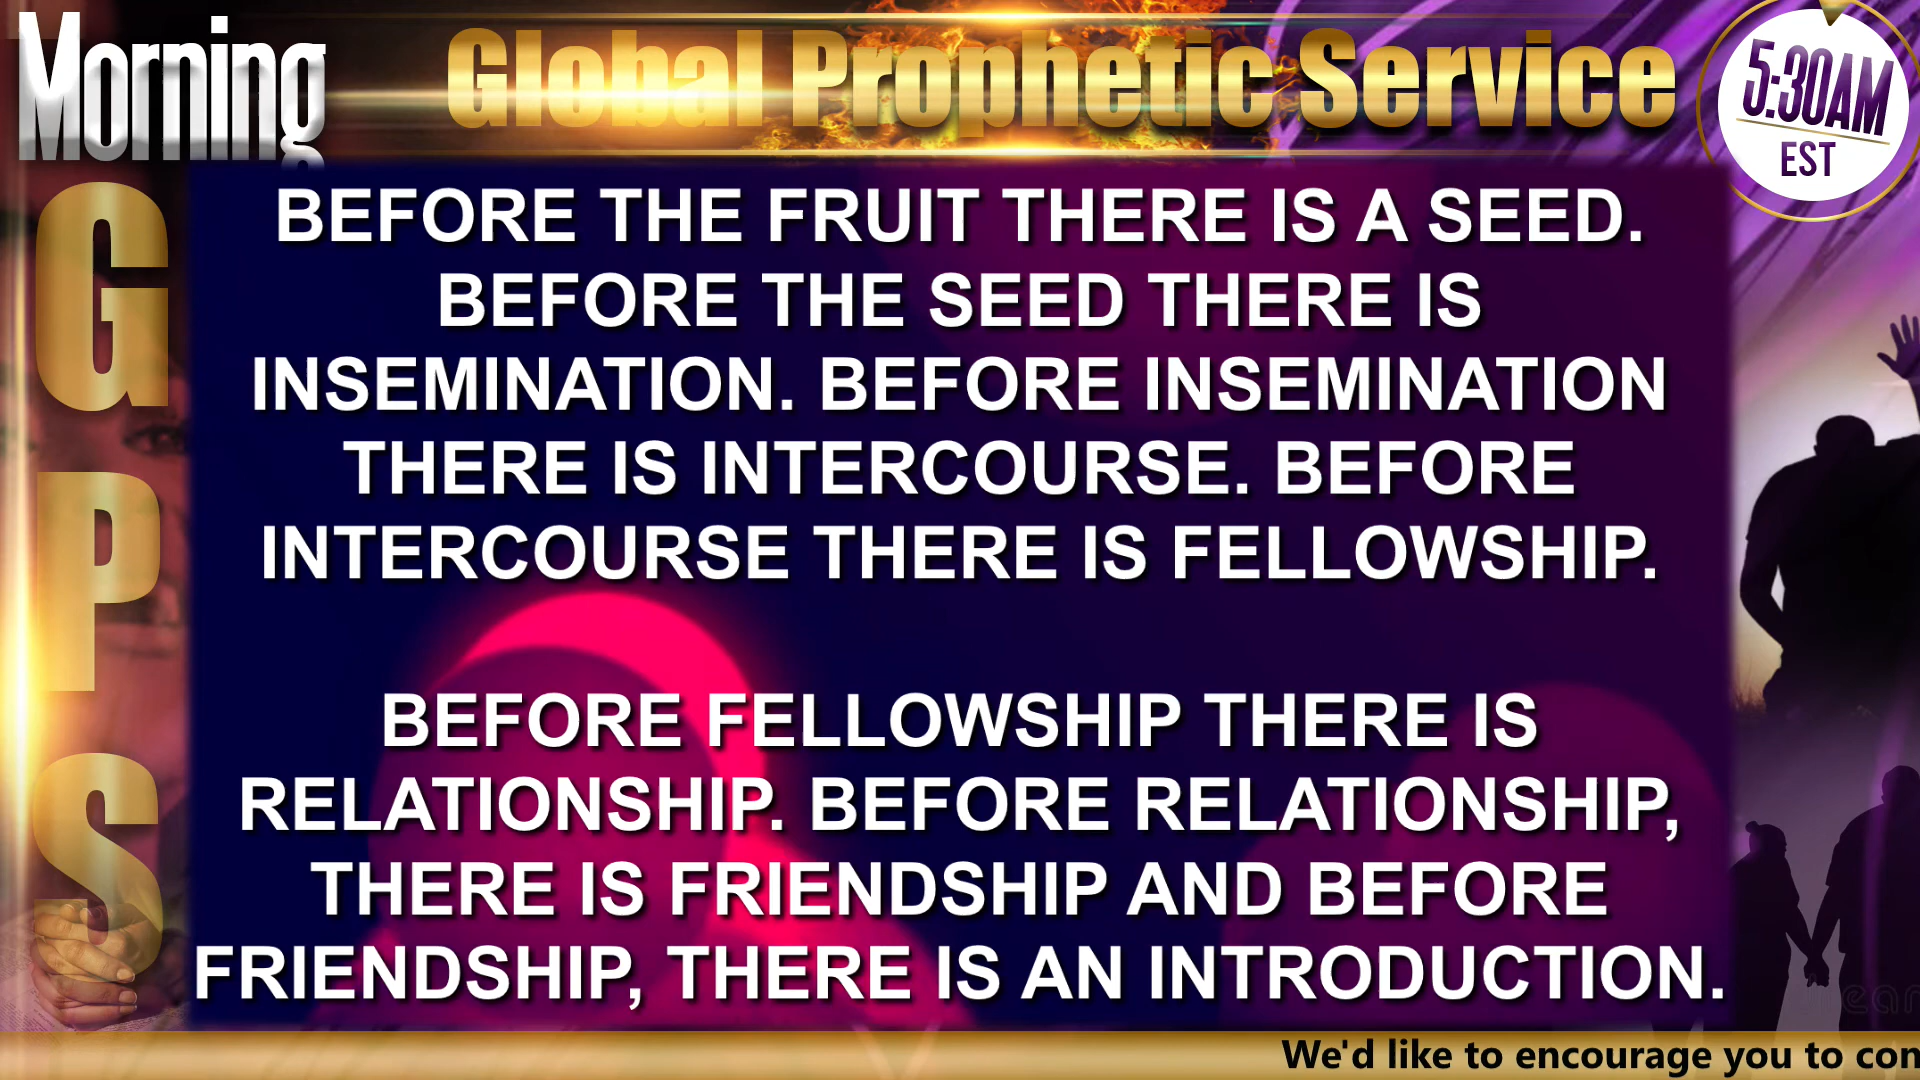 Morning
Global Prophetic Service
5:30AM
EST
G
P
S
BEFORE THE FRUIT THERE IS A SEED.
BEFORE THE SEED THERE IS
INSEMINATION. BEFORE INSEMINATION
THERE IS INTERCOURSE. BEFORE
INTERCOURSE THERE IS FELLOWSHIP.
BEFORE FELLOWSHIP THERE IS
RELATIONSHIP. BEFORE RELATIONSHIP,
THERE IS FRIENDSHIP AND BEFORE
FRIENDSHIP, THERE IS AN INTRODUCTION.
We'd like to encourage you to